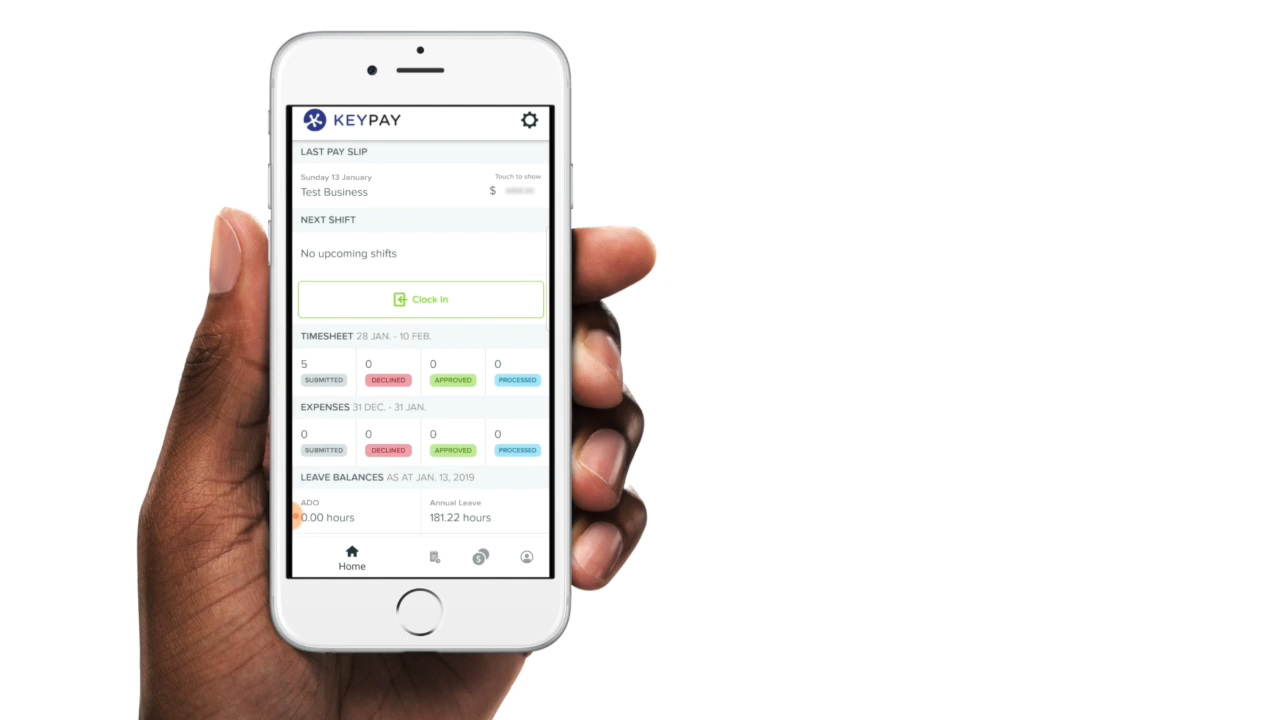 KEYPAY
LAST PAY SLIP
Sunday 13 January Touch to show
Test Business $
NEXT SHIFT
No upcoming shifts
Clock In
TIMESHEET 28 JAN. - 10 FEB.
5 0 0 0
SUBMITTED DECLINED APPROVED PROCESSED
EXPENSES 31 DEC. - 31 JAN.
0 0 0 0
SUBMITTED DECLINED APPROVED PROCESSED
LEAVE BALANCES AS AT JAN. 13, 2019
ADO Annual Leave
0.00 hours 181.22 hours
Home